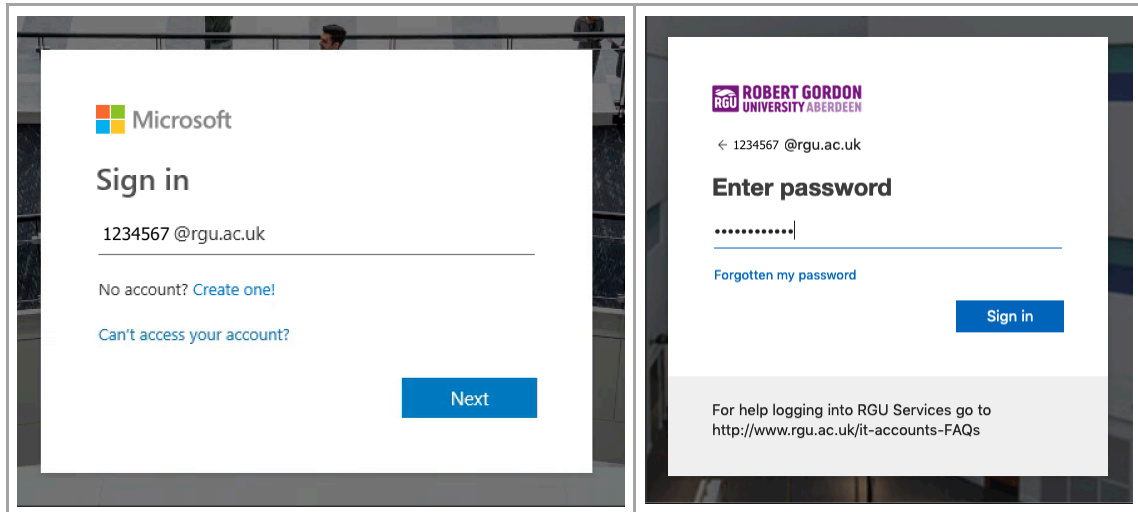 Microsoft
Sign in
1234567 @rgu.ac.uk
No account? Create one!
Can't access your account?
Next
RGU
ROBERT GORDON
UNIVERSITY ABERDEEN
← 1234567 @rgu.ac.uk
Enter password
••••••••••••
Forgotten my password
Sign in
For help logging into RGU Services go to
http://www.rgu.ac.uk/it-accounts-FAQs